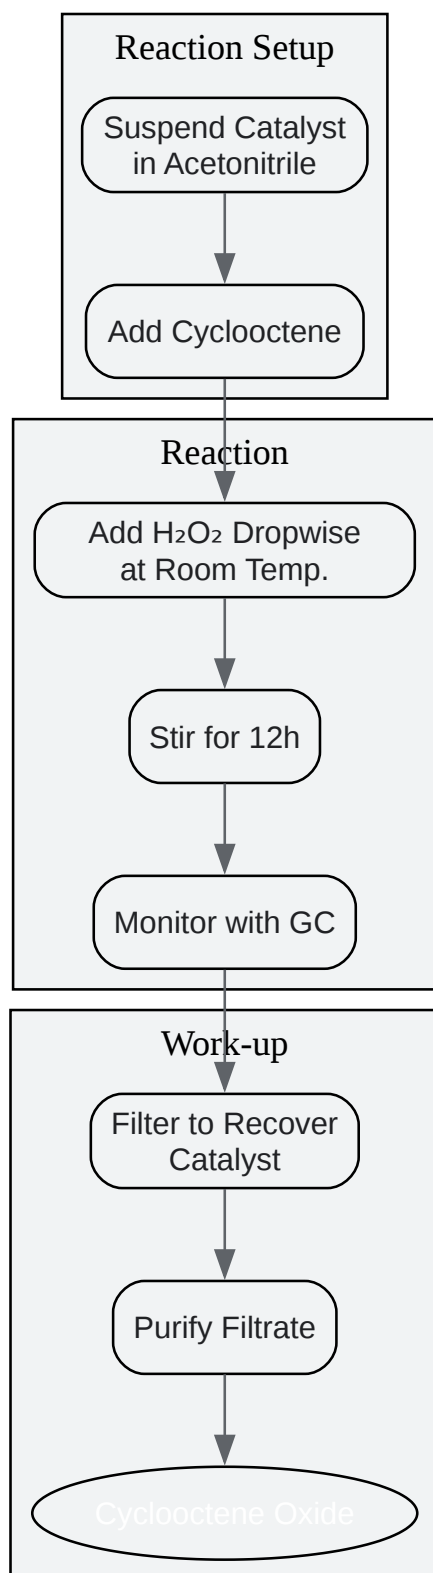 Reaction Setup
Suspend Catalyst
in Acetonitrile
Add Cyclooctene
Reaction
Add H₂O₂ Dropwise
at Room Temp.
Stir for 12h
Monitor with GC
Work-up
Filter to Recover
Catalyst
Purify Filtrate
Cyclooctene Oxide